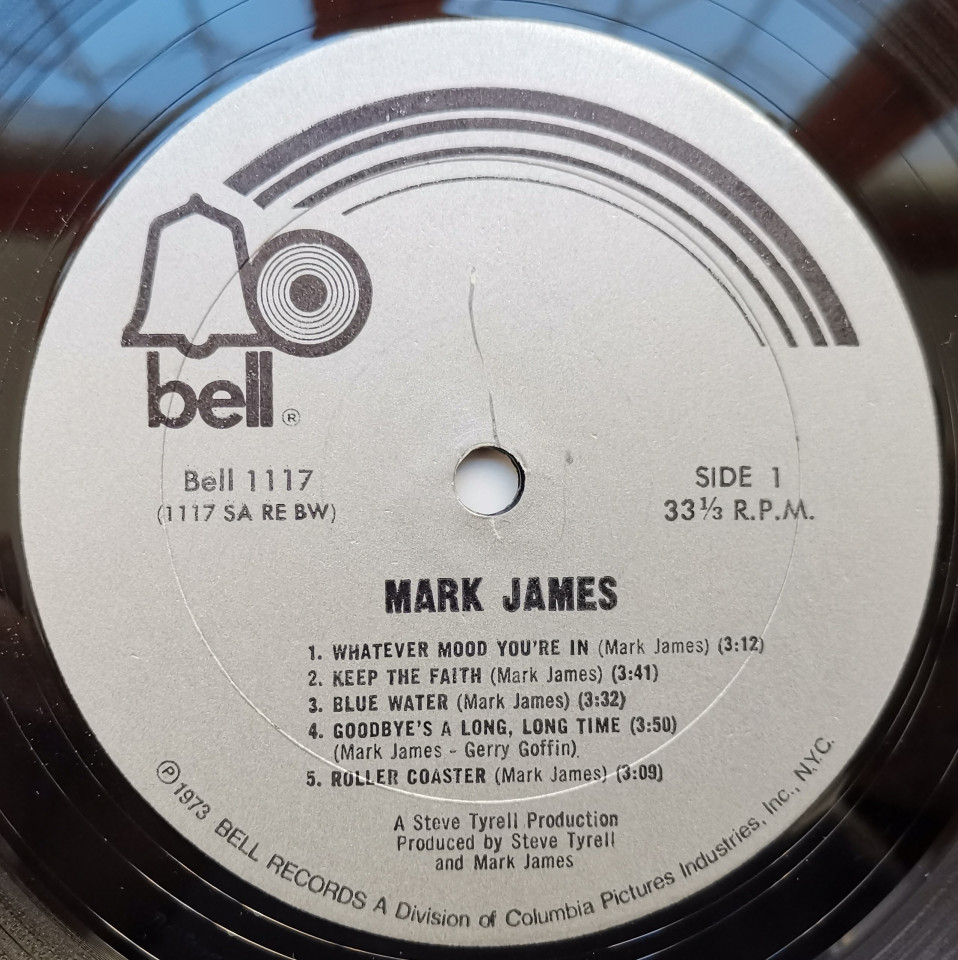 bell ®
Bell 1117
(1117 SA RE BW)
SIDE 1
33⅓ R.P.M.
MARK JAMES
1. WHATEVER MOOD YOU'RE IN (Mark James) (3:12)
2. KEEP THE FAITH (Mark James) (3:41)
3. BLUE WATER (Mark James) (3:32)
4. GOODBYE'S A LONG, LONG TIME (3:50)
(Mark James - Gerry Goffin)
5. ROLLER COASTER (Mark James) (3:09)
A Steve Tyrell Production
Produced by Steve Tyrell
and Mark James
Ⓟ1973 BELL RECORDS A Division of Columbia Pictures Industries, Inc., N.Y.C.